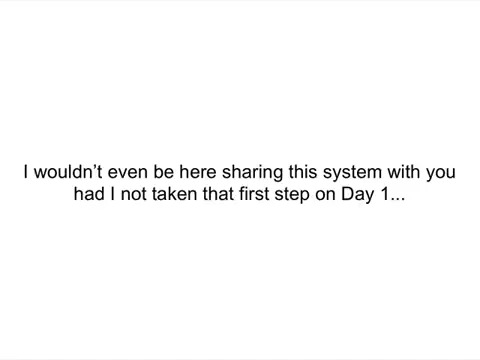 I wouldn’t even be here sharing this system with you
had I not taken that first step on Day 1...